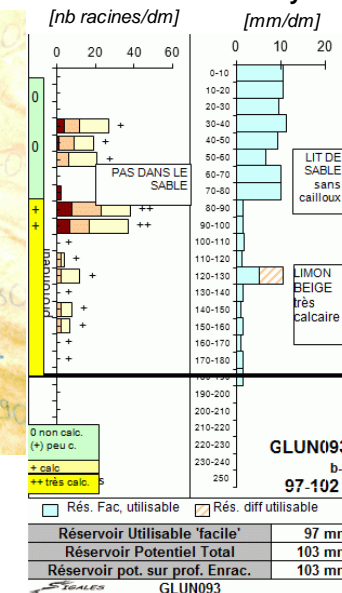 [nb racines/dm]
[mm/dm]
0 20 40 60
0 10 20
0
0
+
+
+
+
+
++
++
+
+
+
+
+
+
+
+
PAS DANS LE
SABLE
0-10
10-20
20-30
30-40
40-50
50-60
60-70
70-80
80-90
90-100
100-110
110-120
120-130
130-140
140-150
150-160
160-170
170-180
190-200
200-210
210-220
220-230
230-240
250
LIT DE
SABLE
sans
cailloux
LIMON
BEIGE
très
calcaire
0 non calc.
(+) peu c.
+ calc
++ très calc.
GLUN093
b-
97-102
Rés. Fac, utilisable Rés. diff utilisable
Réservoir Utilisable 'facile' 97 mm
Réservoir Potentiel Total 103 mm
Réservoir pot. sur prof. Enrac. 103 mm
SIGALES GLUN093